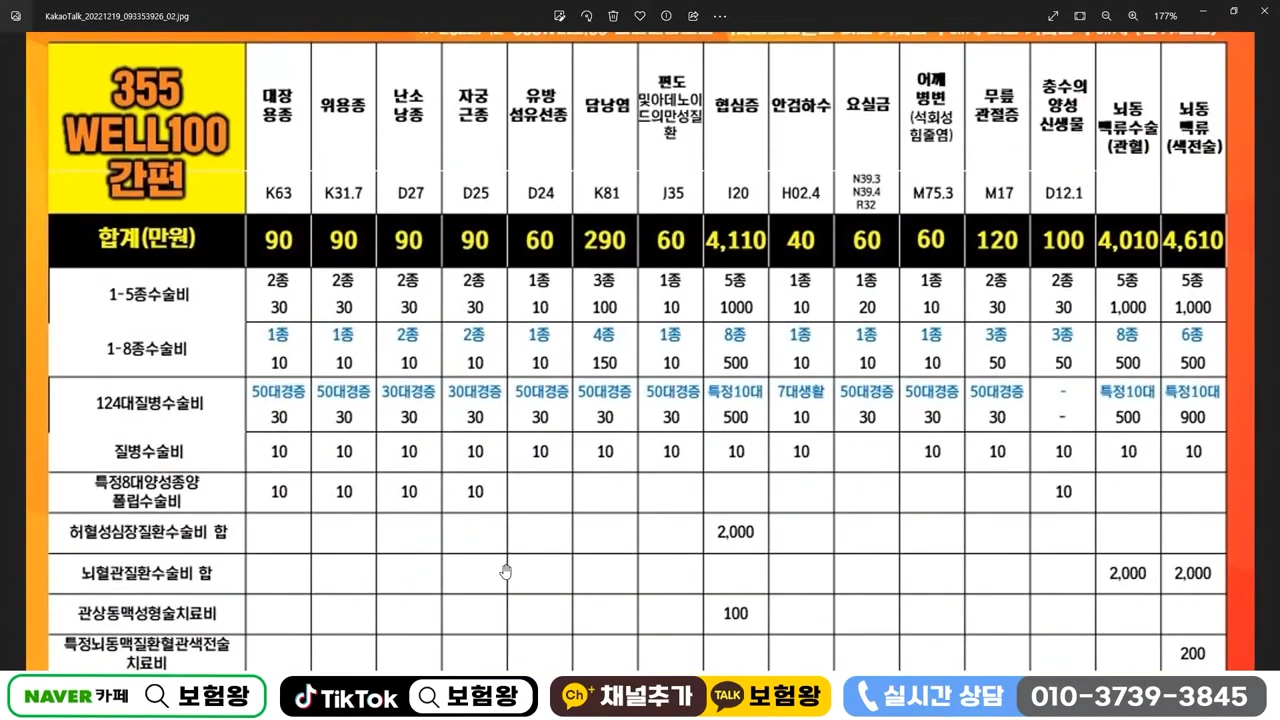 KakaoTalk_20221219_093353926_02.jpg
177%
355 WELL100 간편
대장 용종 위용종 난소 낭종 자궁 근종 유방 섬유선종 담낭염 편도 및아데노이드의만성질환 협심증 안검하수 요실금 어깨 병변 (석회성 힘줄염) 무릎 관절증 충수의 양성 신생물 뇌동맥류수술 (관혈) 뇌동맥류 (색전술)
K63 K31.7 D27 D25 D24 K81 J35 I20 H02.4 N39.3 N39.4 R32 M75.3 M17 D12.1
합계(만원) 90 90 90 90 60 290 60 4,110 40 60 60 120 100 4,010 4,610
1-5종수술비 2종 2종 2종 2종 1종 3종 1종 5종 1종 1종 1종 2종 2종 5종 5종
30 30 30 30 10 100 10 1000 10 20 10 30 30 1,000 1,000
1-8종수술비 1종 1종 2종 2종 1종 4종 1종 8종 1종 1종 1종 3종 3종 8종 6종
10 10 10 10 10 150 10 500 10 10 10 50 50 500 500
124대질병수술비 50대경증 50대경증 30대경증 30대경증 50대경증 50대경증 50대경증 특정10대 7대생활 50대경증 50대경증 50대경증 - 특정10대 특정10대
30 30 30 30 30 30 30 500 10 30 30 30 - 500 900
질병수술비 10 10 10 10 10 10 10 10 10 10 10 10 10 10
특정8대양성종양 폴립수술비 10 10 10 10 10
허혈성심장질환수술비 합 2,000
뇌혈관질환수술비 합 2,000 2,000
관상동맥성형술치료비 100
특정뇌동맥질환혈관색전술 치료비 200
NAVER 카페 보험왕
TikTok 보험왕
Ch+ 채널추가 TALK 보험왕
실시간 상담 010-3739-3845